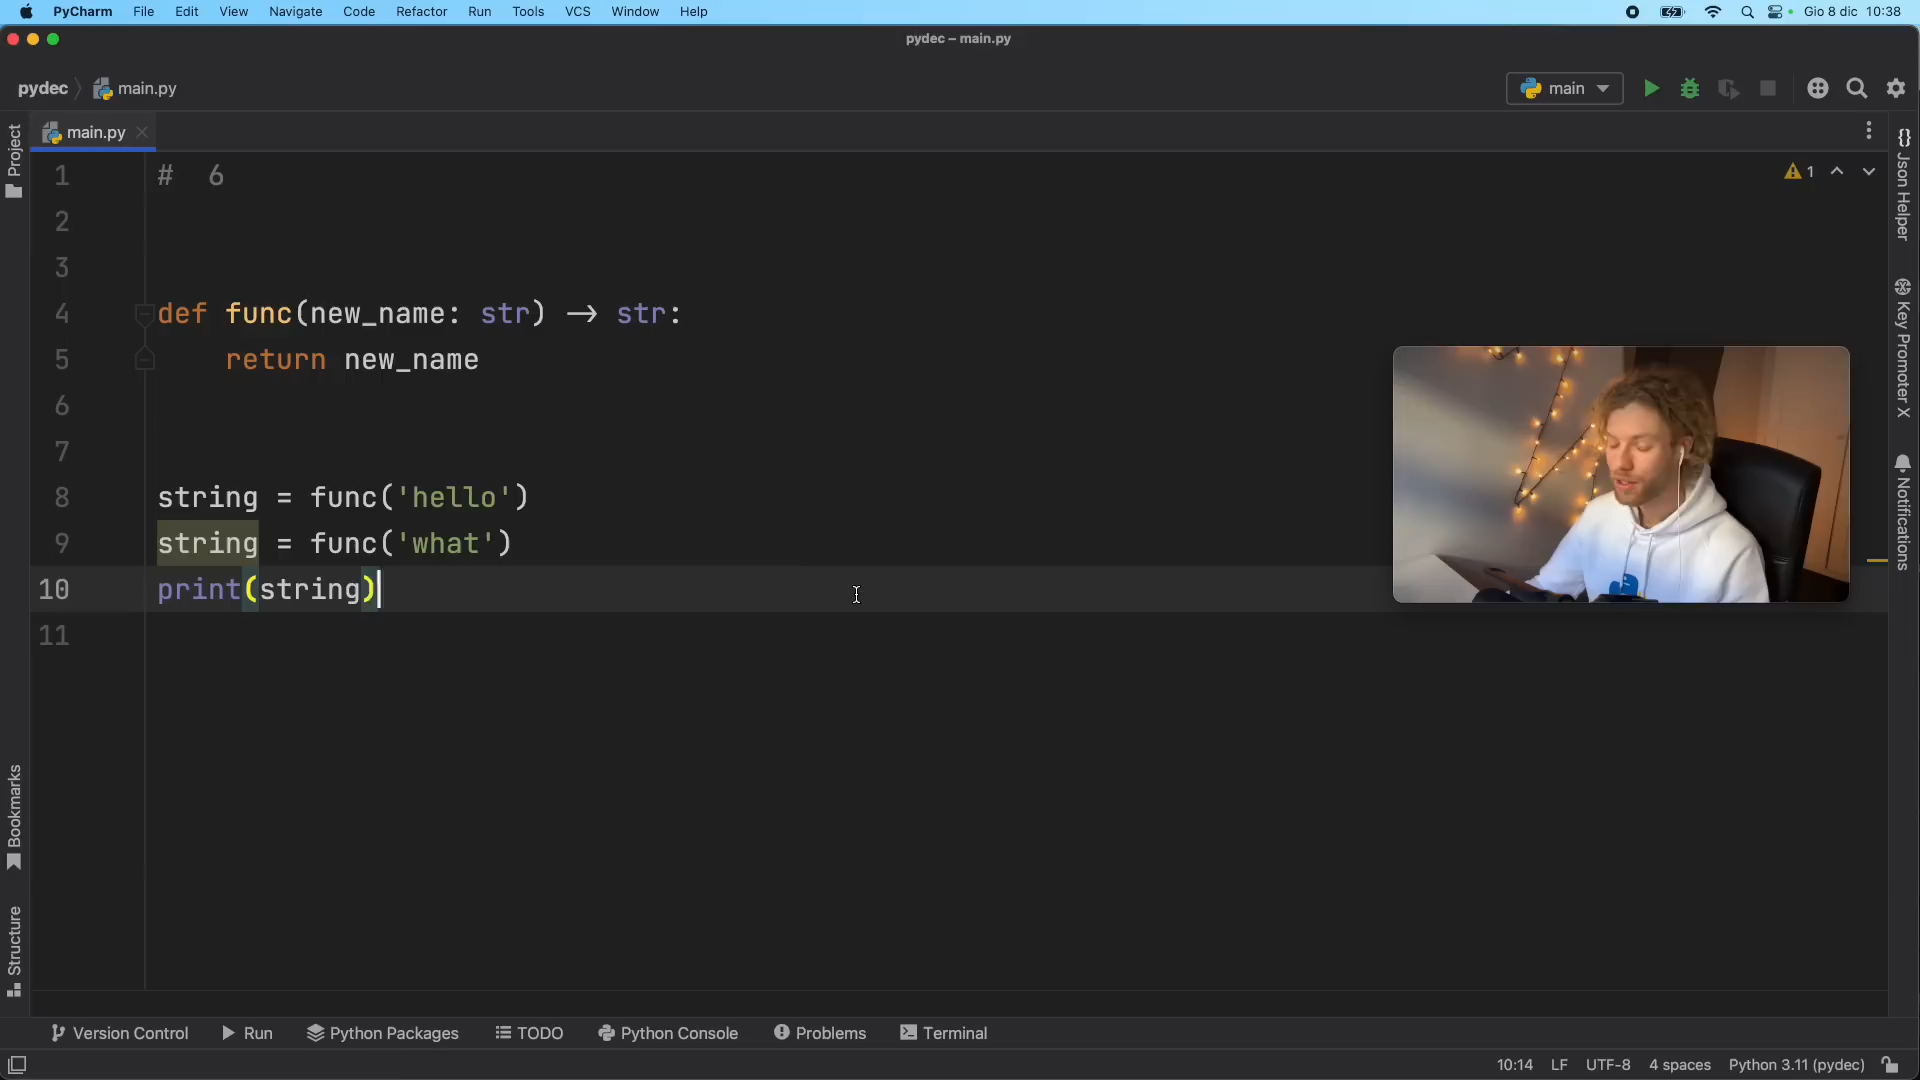 PyCharm File Edit View Navigate Code Refactor Run Tools VCS Window Help Gio 8 dic 10:38
pydec – main.py
pydec main.py main
main.py
Project
Bookmarks
Structure
1 # 6
2
3
4 def func(new_name: str) → str:
5 return new_name
6
7
8 string = func('hello')
9 string = func('what')
10 print(string)
11
1
{} Json Helper
Key Promoter X
Notifications
Version Control Run Python Packages TODO Python Console Problems Terminal
10:14 LF UTF-8 4 spaces Python 3.11 (pydec)